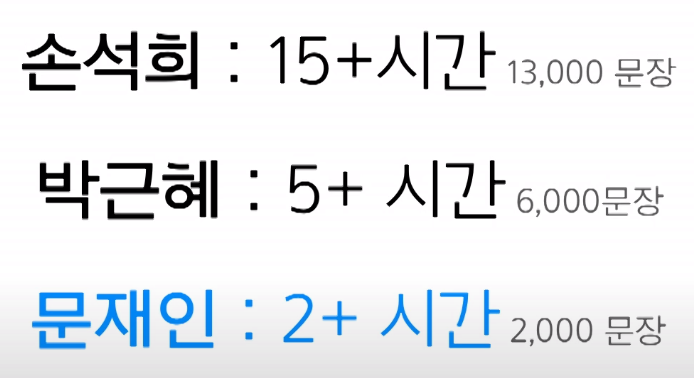 손석희 : 15+시간 13,000 문장
박근혜 : 5+ 시간 6,000문장
문재인 : 2+ 시간 2,000 문장